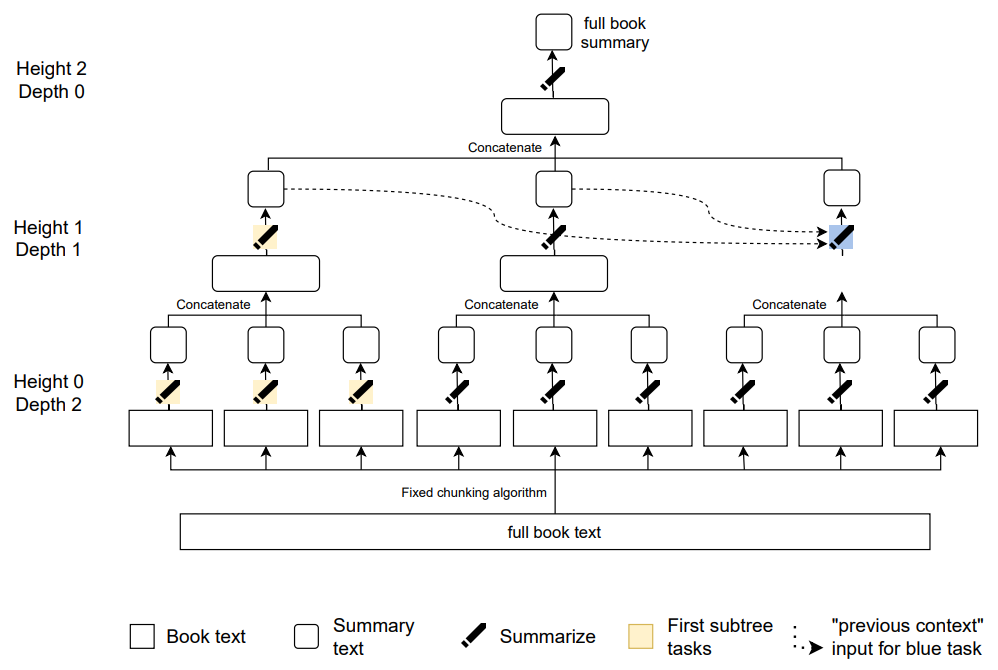 full book
summary
Height 2
Depth 0
Concatenate
Height 1
Depth 1
Concatenate
Concatenate
Concatenate
Height 0
Depth 2
Fixed chunking algorithm
full book text
Book text
Summary
text
Summarize
First subtree
tasks
"previous context"
input for blue task